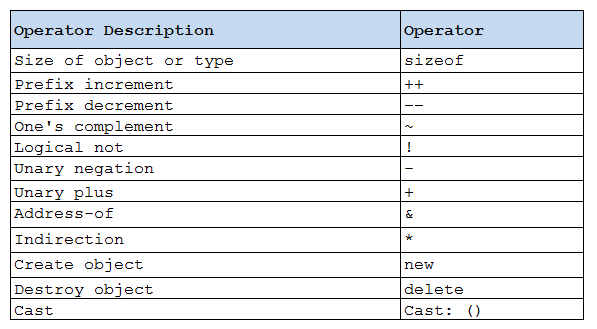 Operator Description Operator
Size of object or type sizeof
Prefix increment ++
Prefix decrement --
One's complement ~
Logical not !
Unary negation -
Unary plus +
Address-of &
Indirection *
Create object new
Destroy object delete
Cast Cast: ()